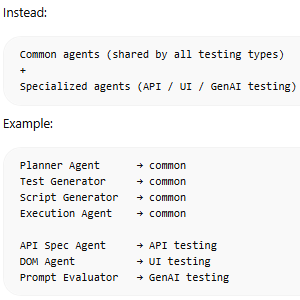 Instead:
Common agents (shared by all testing types)
+
Specialized agents (API / UI / GenAI testing)
Example:
Planner Agent → common
Test Generator → common
Script Generator → common
Execution Agent → common
API Spec Agent → API testing
DOM Agent → UI testing
Prompt Evaluator → GenAI testing